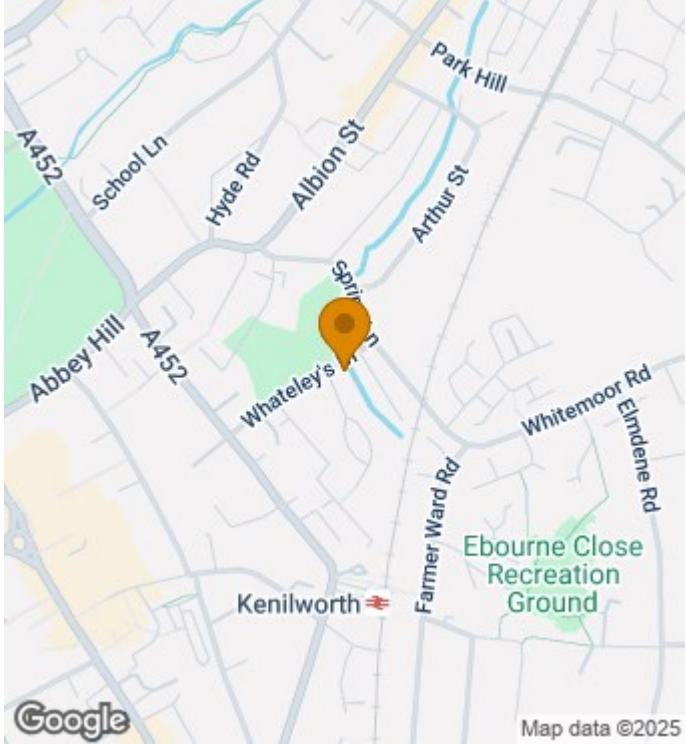 Park Hill
A452
School Ln
Hyde Rd
Albion St
Arthur St
Abbey Hill
A452
Whateley's
Whitemoor Rd
Elmdene Rd
Farmer Ward Rd
Ebourne Close
Recreation
Ground
Kenilworth
Google
Map data ©2025